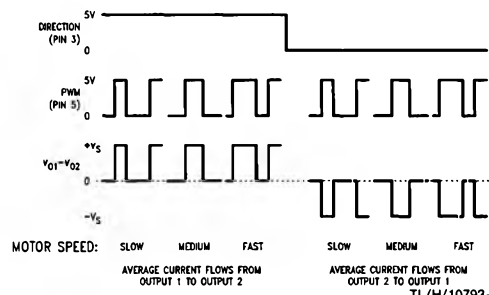 5V
DIRECTION
(PIN 3)
0
5V
PWM
(PIN 5)
0
+VS
VO1-VO2
0
-VS
MOTOR SPEED: SLOW MEDIUM FAST SLOW MEDIUM FAST
AVERAGE CURRENT FLOWS FROM
OUTPUT 1 TO OUTPUT 2
AVERAGE CURRENT FLOWS FROM
OUTPUT 2 TO OUTPUT 1
TL/H/10793-